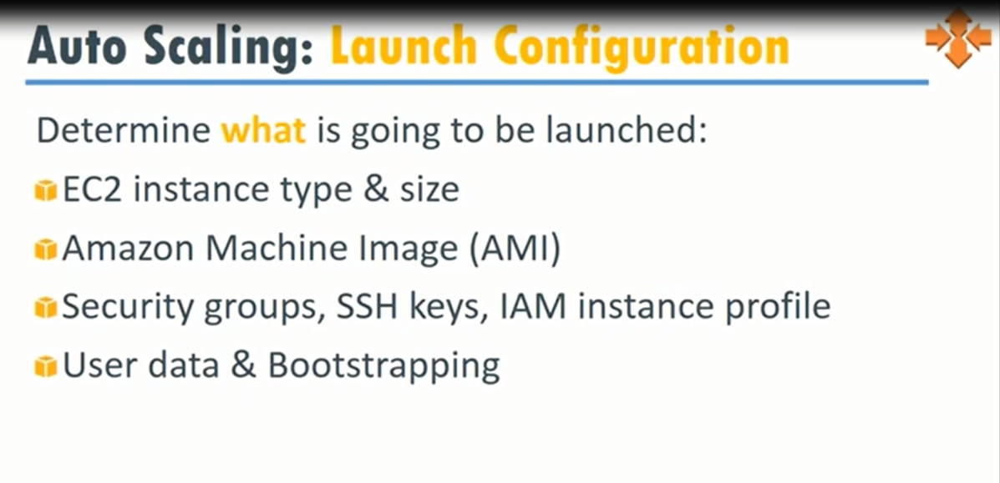 Auto Scaling: Launch Configuration
Determine what is going to be launched:
EC2 instance type & size
Amazon Machine Image (AMI)
Security groups, SSH keys, IAM instance profile
User data & Bootstrapping